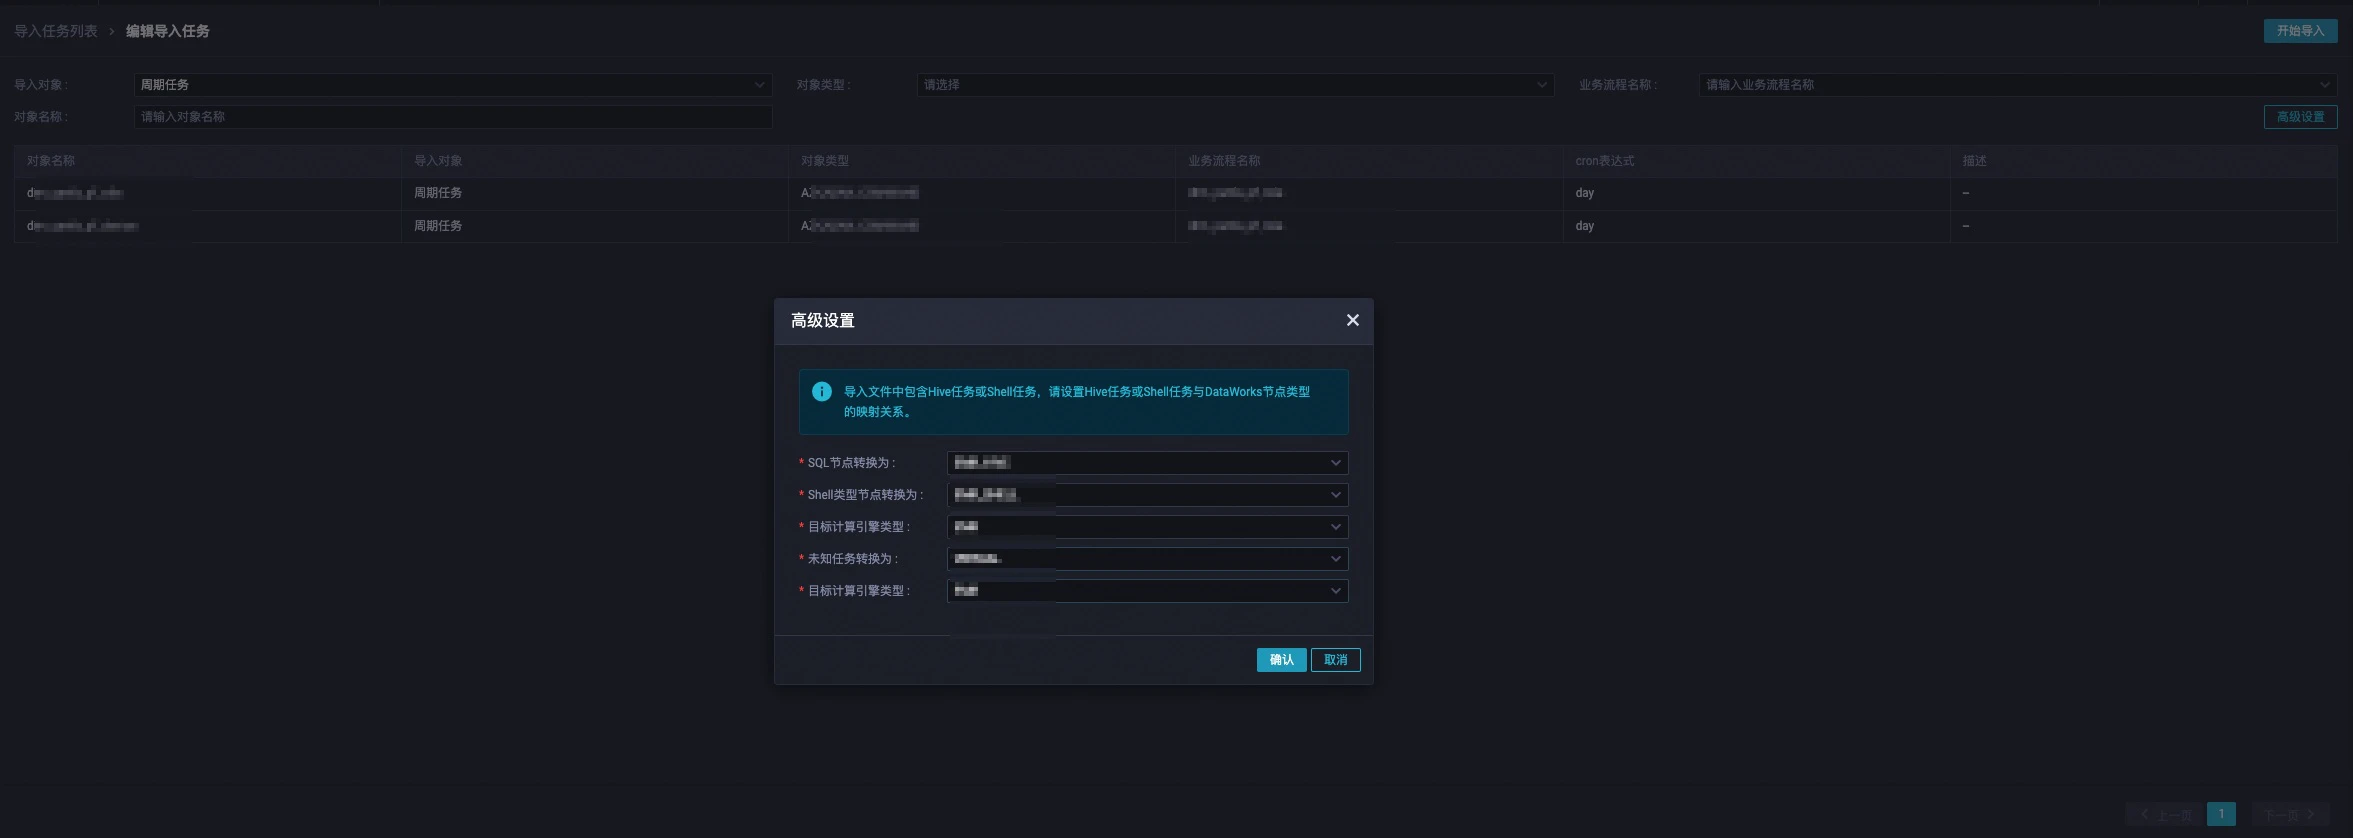 导入任务列表 > 编辑导入任务
开始导入
导入对象 : 周期任务 对象类型 : 请选择 业务流程名称 : 请输入业务流程名称
对象名称 : 请输入对象名称 高级设置
对象名称 导入对象 对象类型 业务流程名称 cron表达式 描述
周期任务 day –
周期任务 day –
高级设置
导入文件中包含Hive任务或Shell任务，请设置Hive任务或Shell任务与DataWorks节点类型
的映射关系。
* SQL节点转换为 :
* Shell类型节点转换为 :
* 目标计算引擎类型 :
* 未知任务转换为 :
* 目标计算引擎类型 :
确认 取消
< 上一页 1 下一页 >